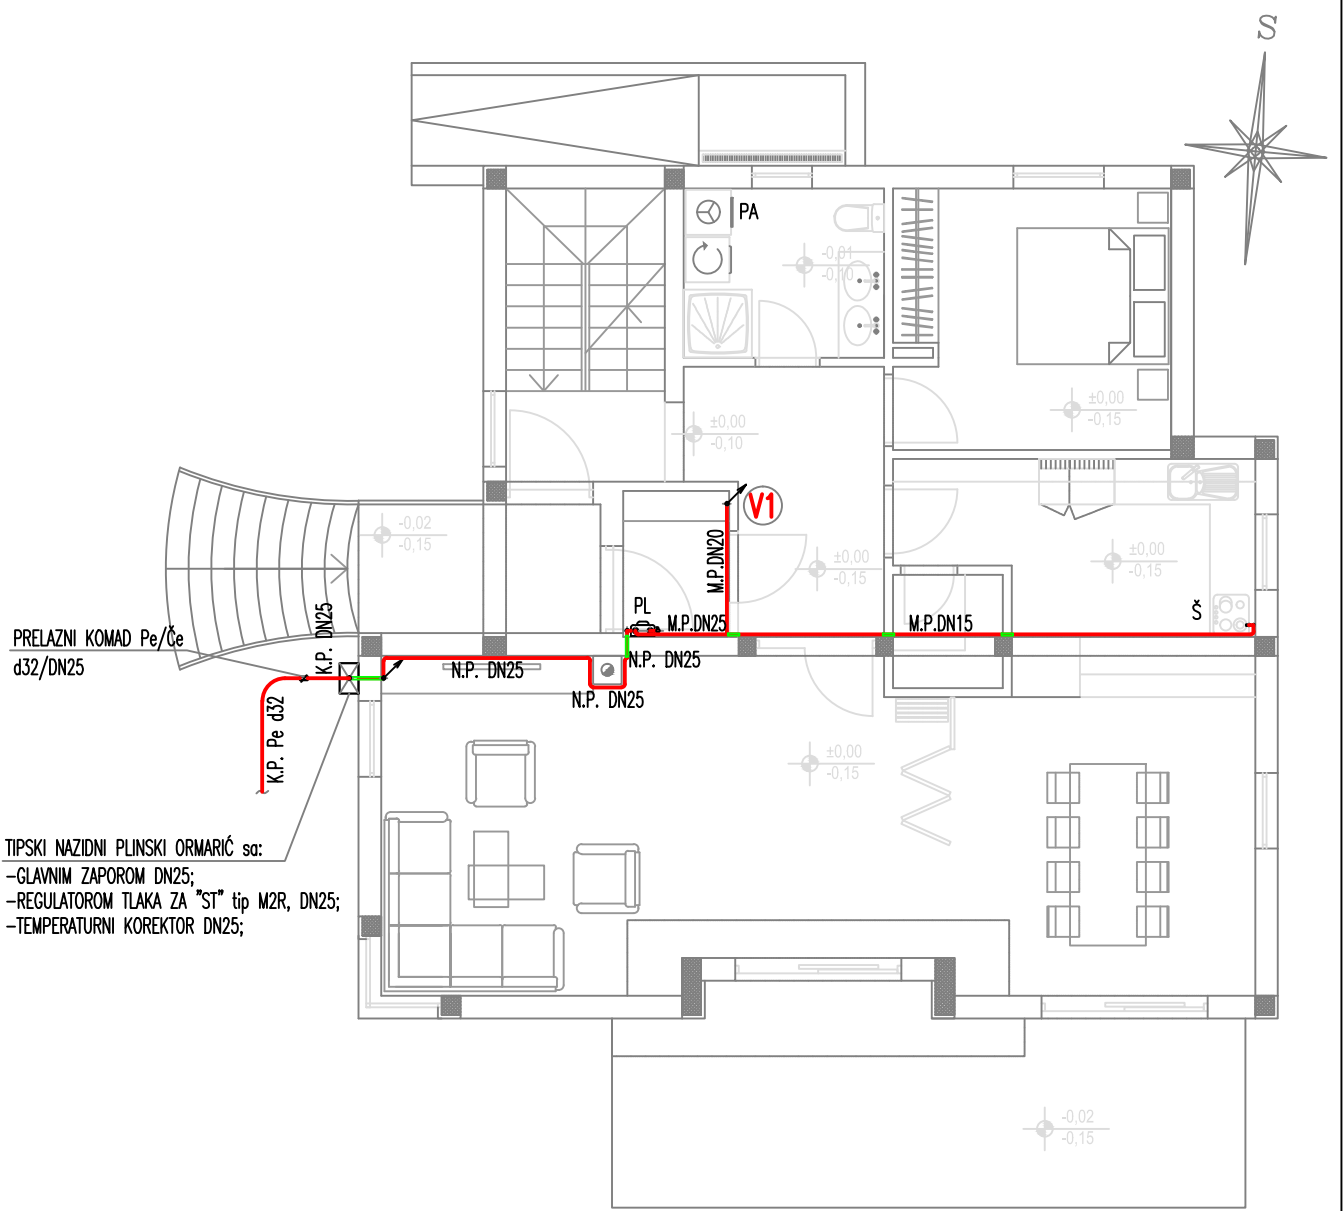 S
PA
-0,01
-0,10
±0,00
-0,15
±0,00
-0,10
V1
-0,02
-0,15
M.P.DN20
±0,00
-0,15
±0,00
-0,15
Š
PL
M.P.DN25
M.P.DN15
K.P. DN25
PRELAZNI KOMAD Pe/Če
d32/DN25
N.P. DN25
N.P. DN25
N.P. DN25
K.P. Pe d32
±0,00
-0,15
TIPSKI NAZIDNI PLINSKI ORMARIĆ sa:
-GLAVNIM ZAPOROM DN25;
-REGULATOROM TLAKA ZA "ST" tip M2R, DN25;
-TEMPERATURNI KOREKTOR DN25;
-0,02
-0,15